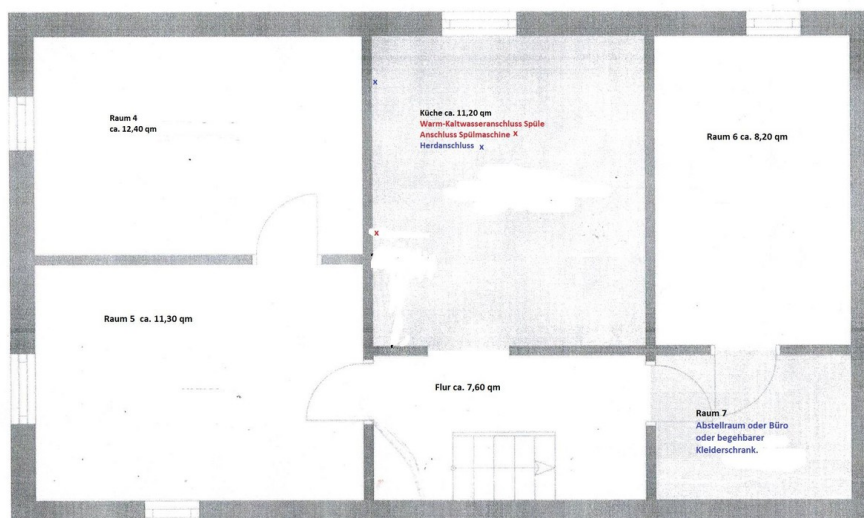 Raum 4
ca. 12,40 qm
x
Küche ca. 11,20 qm
Warm-Kaltwasseranschluss Spüle
Anschluss Spülmaschine x
Herdanschluss x
Raum 6 ca. 8,20 qm
x
Raum 5 ca. 11,30 qm
Flur ca. 7,60 qm
Raum 7
Abstellraum oder Büro
oder begehbarer
Kleiderschrank.